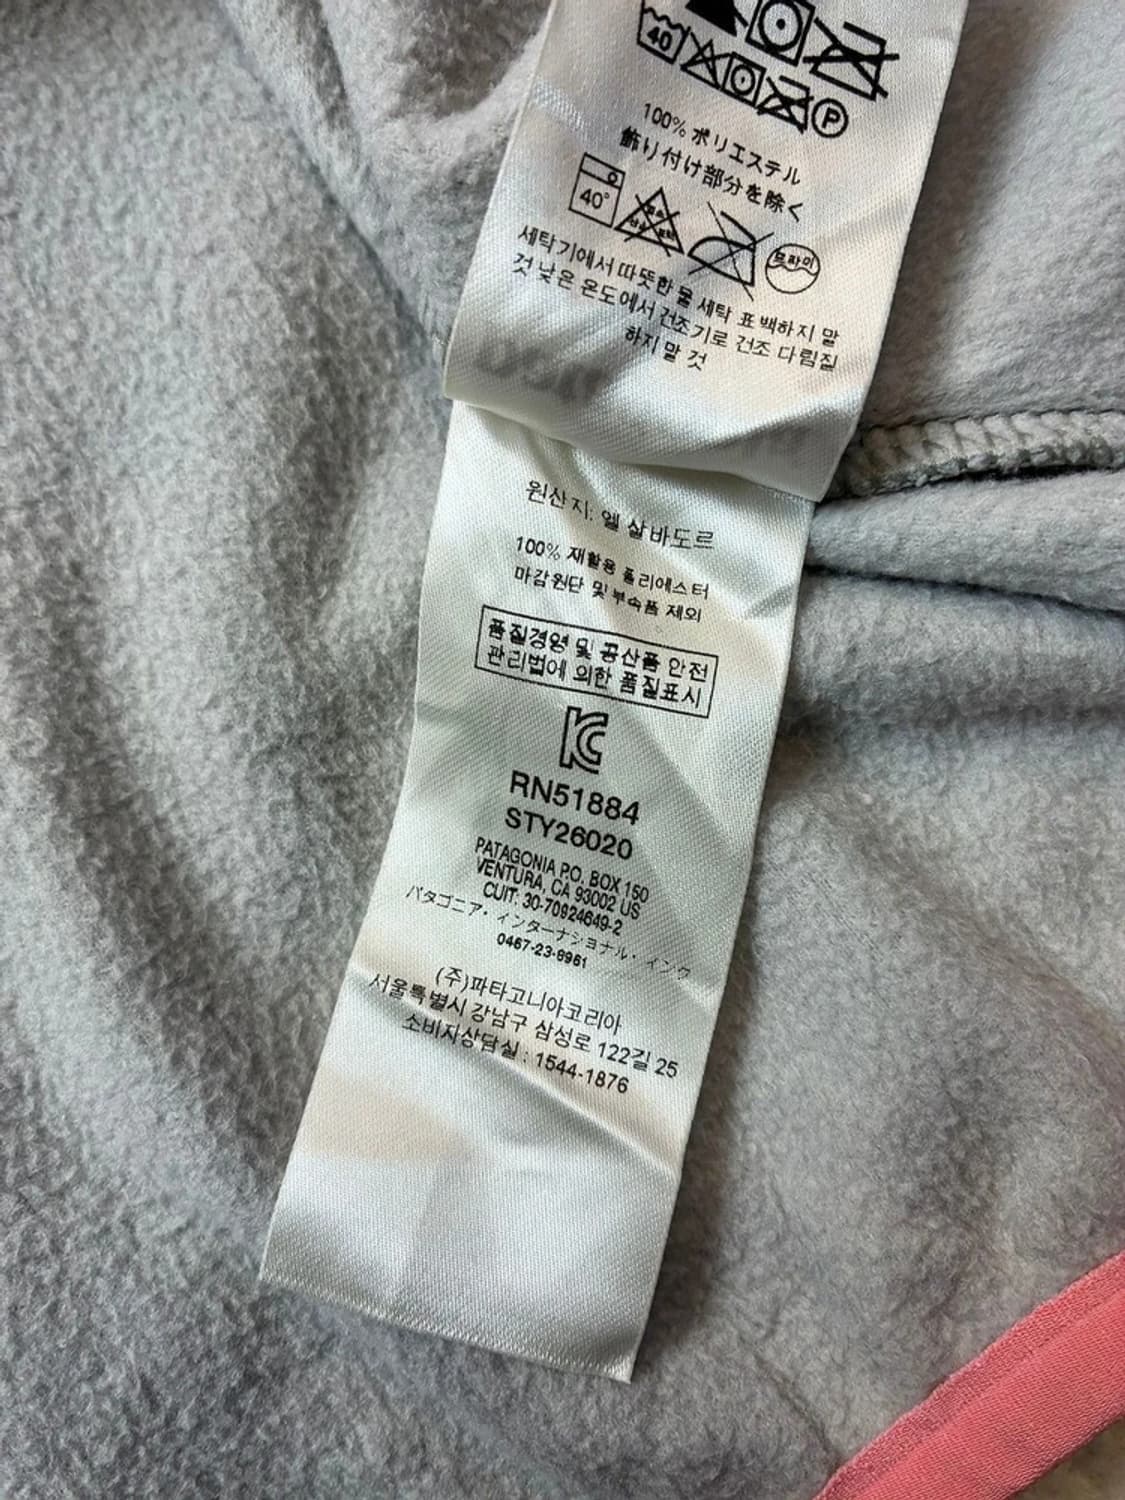 40
P
100% ポリエステル
飾り付け部分を除く
40°
세탁기에서 따뜻한 물 세탁 표백하지 말
것 낮은 온도에서 건조기로 건조 다림질
하지 말 것
원산지: 엘 살바도르
100% 재활용 폴리에스터
마감원단 및 부속품 제외
품질경영 및 공산품 안전
관리법에 의한 품질표시
KC
RN51884
STY26020
PATAGONIA P.O. BOX 150
VENTURA, CA 93002 US
CUIT: 30-70924649-2
パタゴニア・インターナショナル・インク
0467-23-8961
(주)파타고니아코리아
서울특별시 강남구 삼성로 122길 25
소비자상담실 : 1544-1876